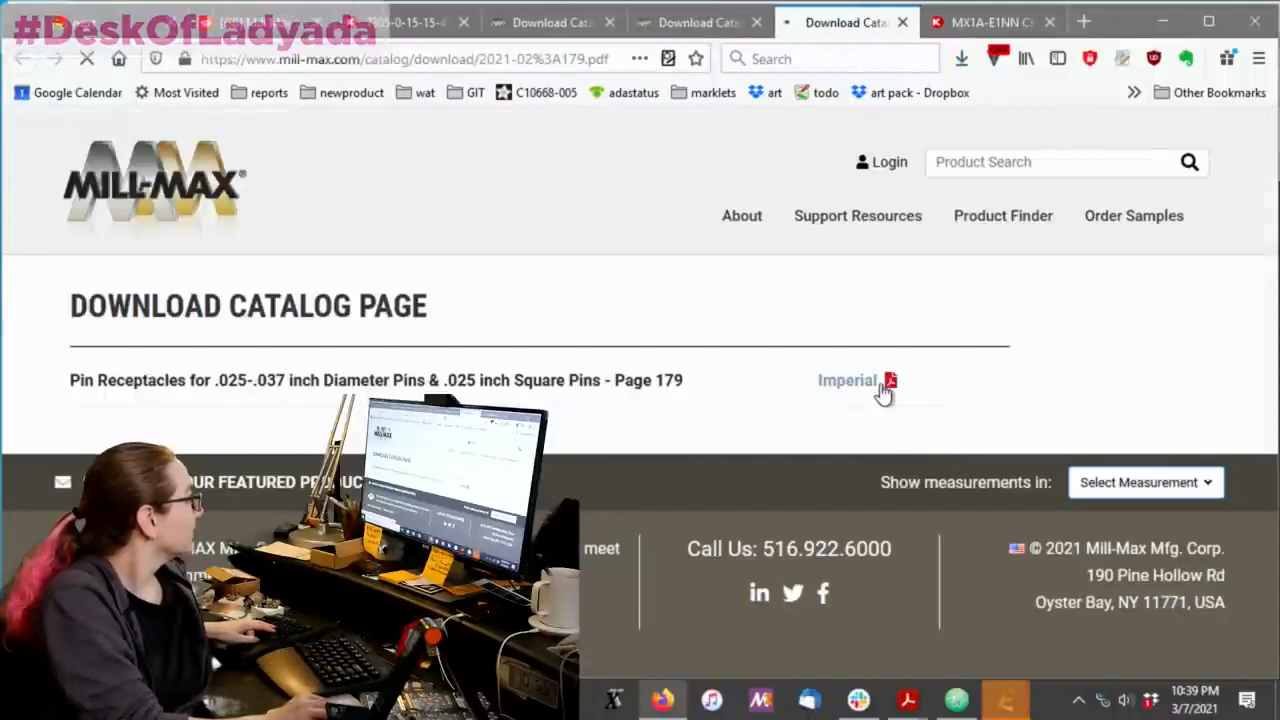 #DeskOfLadyada
Download Cata
Download Cata
Download Cata
MX1A-E1NN C
https://www.mill-max.com/catalog/download/2021-02%3A179.pdf
Search
Google Calendar
Most Visited
reports
newproduct
wat
GIT
C10668-005
adastatus
marklets
art
todo
art pack - Dropbox
Other Bookmarks
MILL-MAX®
Login
Product Search
About
Support Resources
Product Finder
Order Samples
DOWNLOAD CATALOG PAGE
Pin Receptacles for .025-.037 inch Diameter Pins & .025 inch Square Pins - Page 179
Imperial
OUR FEATURED PRODUC
Show measurements in:
Select Measurement
meet
Call Us: 516.922.6000
© 2021 Mill-Max Mfg. Corp.
190 Pine Hollow Rd
Oyster Bay, NY 11771, USA
10:39 PM
3/7/2021